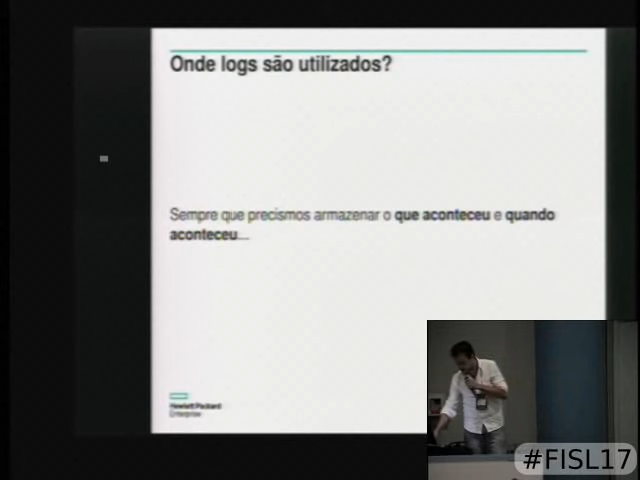 Onde logs são utilizados?
Sempre que precismos armazenar o que aconteceu e quando
aconteceu...
Hewlett Packard
Enterprise
#FISL17